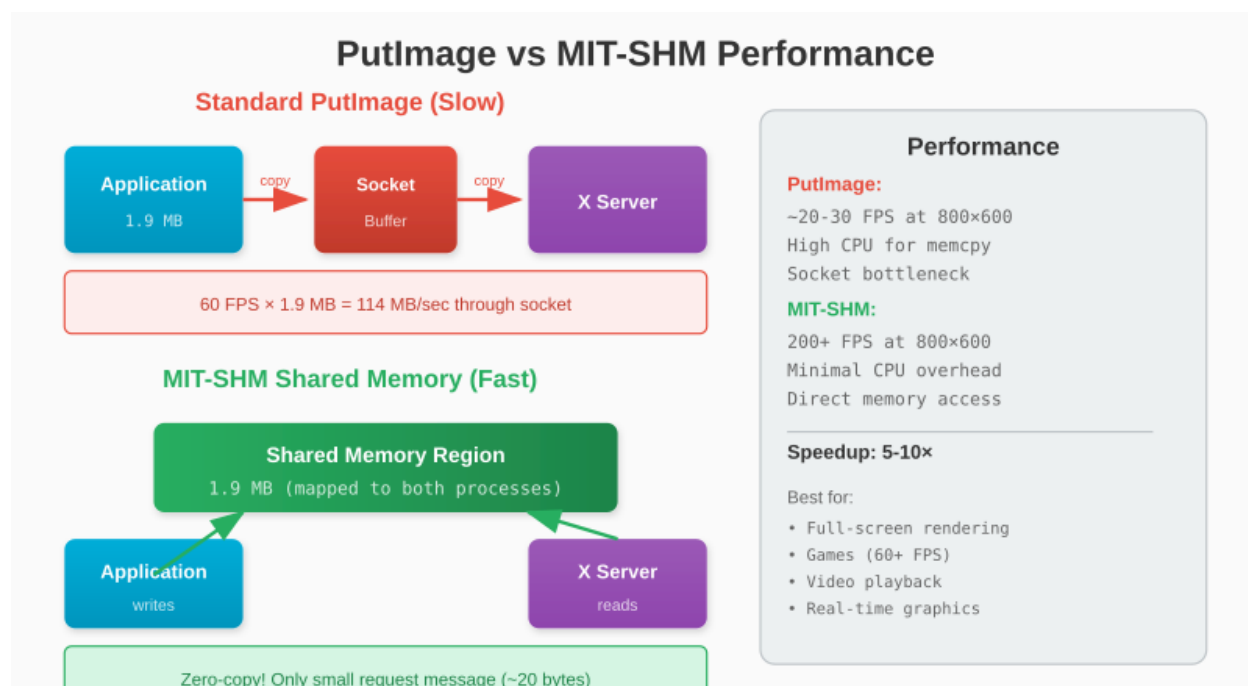 PutImage vs MIT-SHM Performance
Standard PutImage (Slow)
Application
1.9 MB
copy
Socket
Buffer
copy
X Server
60 FPS × 1.9 MB = 114 MB/sec through socket
MIT-SHM Shared Memory (Fast)
Shared Memory Region
1.9 MB (mapped to both processes)
Application
writes
X Server
reads
Zero-copy! Only small request message (~20 bytes)
Performance
PutImage:
~20-30 FPS at 800×600
High CPU for memcpy
Socket bottleneck
MIT-SHM:
200+ FPS at 800×600
Minimal CPU overhead
Direct memory access
Speedup: 5-10×
Best for:
• Full-screen rendering
• Games (60+ FPS)
• Video playback
• Real-time graphics